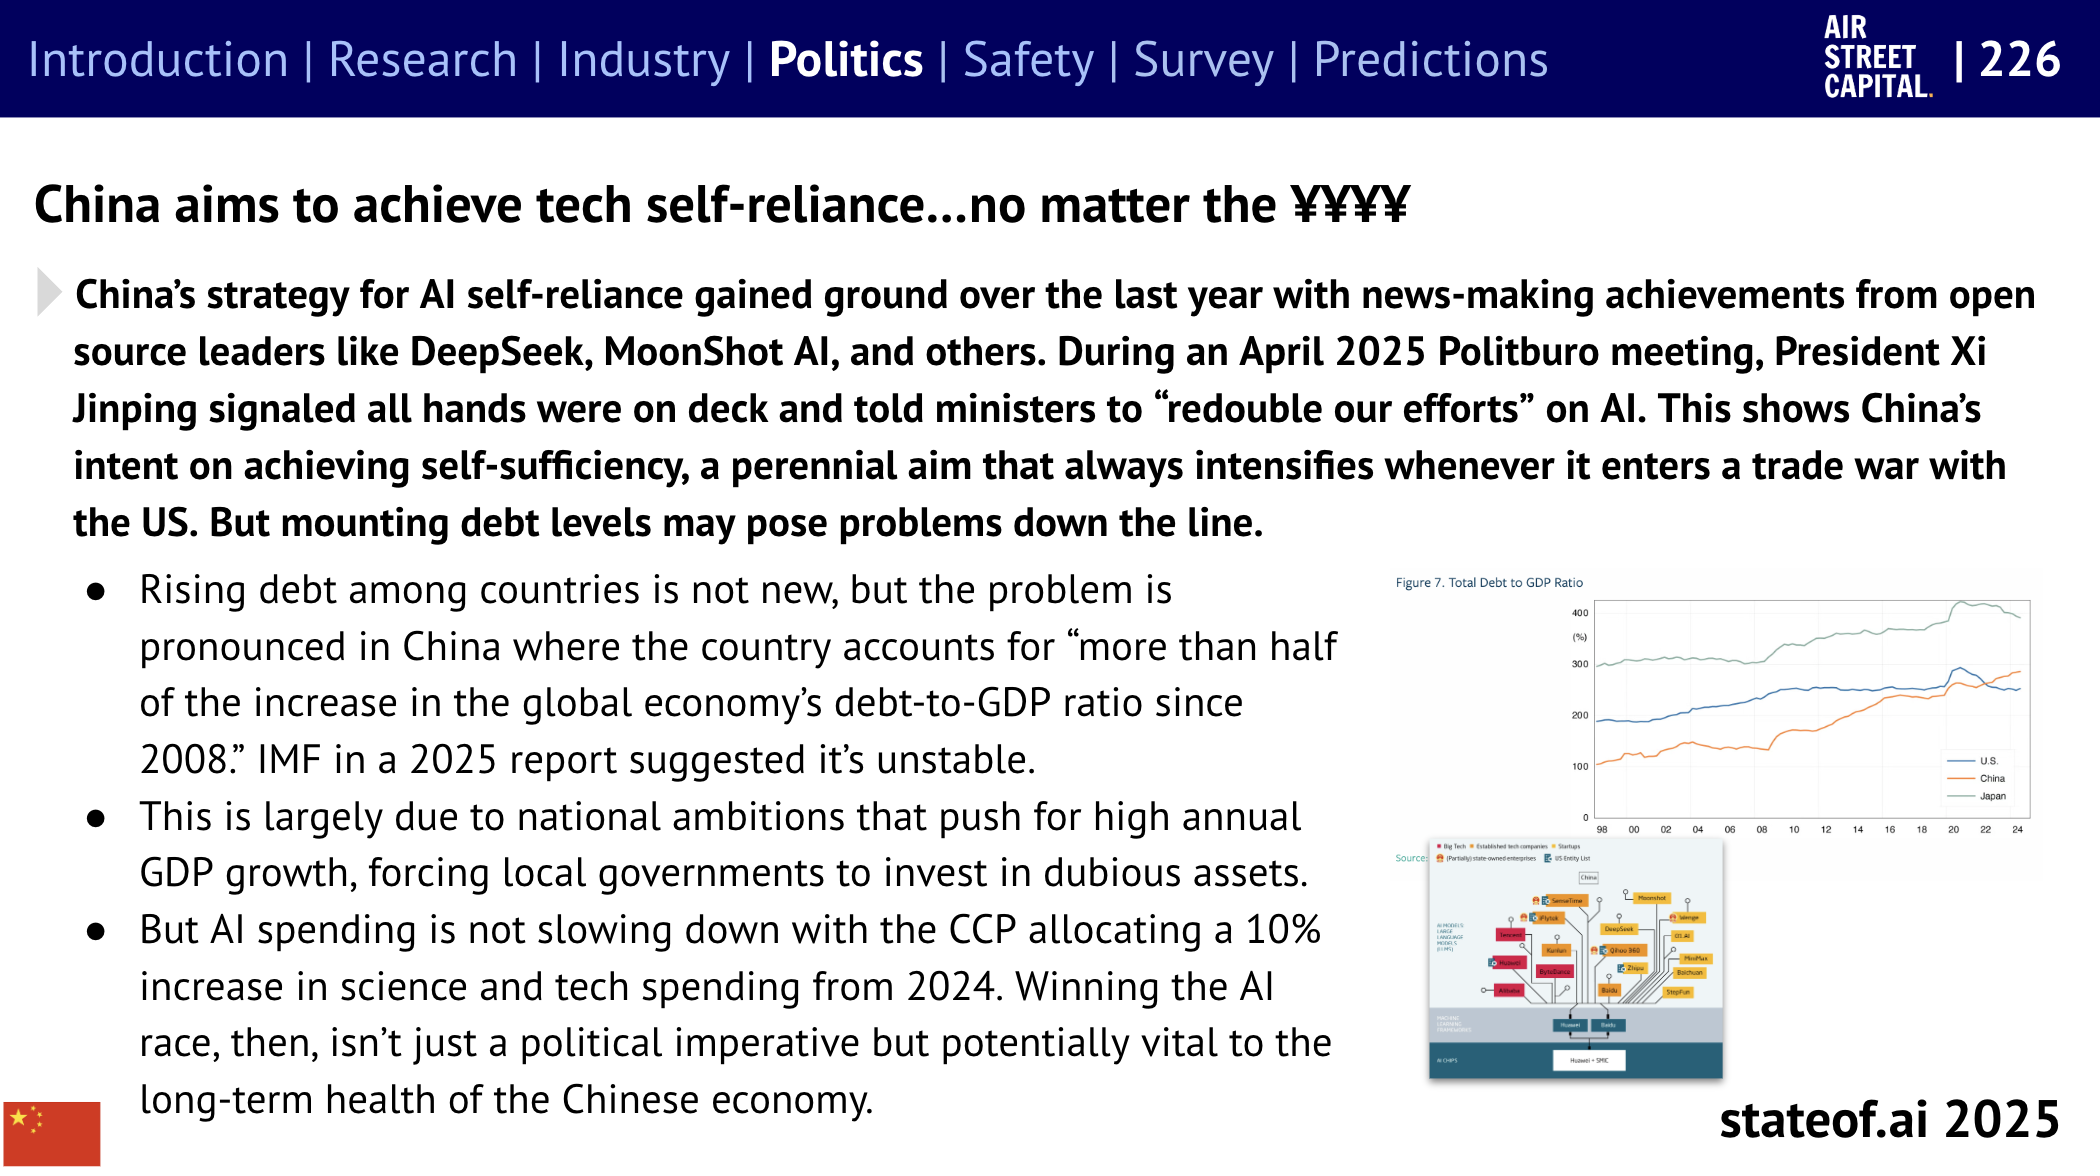 Introduction | Research | Industry | Politics | Safety | Survey | Predictions
AIR
STREET
CAPITAL.
| 226
China aims to achieve tech self-reliance...no matter the ¥¥¥¥
China’s strategy for AI self-reliance gained ground over the last year with news-making achievements from open
source leaders like DeepSeek, MoonShot AI, and others. During an April 2025 Politburo meeting, President Xi
Jinping signaled all hands were on deck and told ministers to “redouble our efforts” on AI. This shows China’s
intent on achieving self-sufficiency, a perennial aim that always intensifies whenever it enters a trade war with
the US. But mounting debt levels may pose problems down the line.
● Rising debt among countries is not new, but the problem is
pronounced in China where the country accounts for “more than half
of the increase in the global economy’s debt-to-GDP ratio since
2008.” IMF in a 2025 report suggested it’s unstable.
● This is largely due to national ambitions that push for high annual
GDP growth, forcing local governments to invest in dubious assets.
● But AI spending is not slowing down with the CCP allocating a 10%
increase in science and tech spending from 2024. Winning the AI
race, then, isn’t just a political imperative but potentially vital to the
long-term health of the Chinese economy.
Figure 7. Total Debt to GDP Ratio
400
(%)
300
200
100
0
98 00 02 04 06 08 10 12 14 16 18 20 22 24
U.S.
China
Japan
Source:
Big Tech Established tech companies Startups
(Partially) state-owned enterprises US Entity List
China
AI MODELS
LARGE
LANGUAGE
MODELS
(LLMS)
SenseTime
Moonshot
iFlytek
DeepSeek
Tencent
01.AI
Kunlun
Qihoo 360
MiniMax
Huawei
ByteDance
Zhipu
Baichuan
Alibaba
Baidu
StepFun
MACHINE
LEARNING
FRAMEWORKS
Huawei
Baidu
AI CHIPS
Huawei + SMIC
stateof.ai 2025